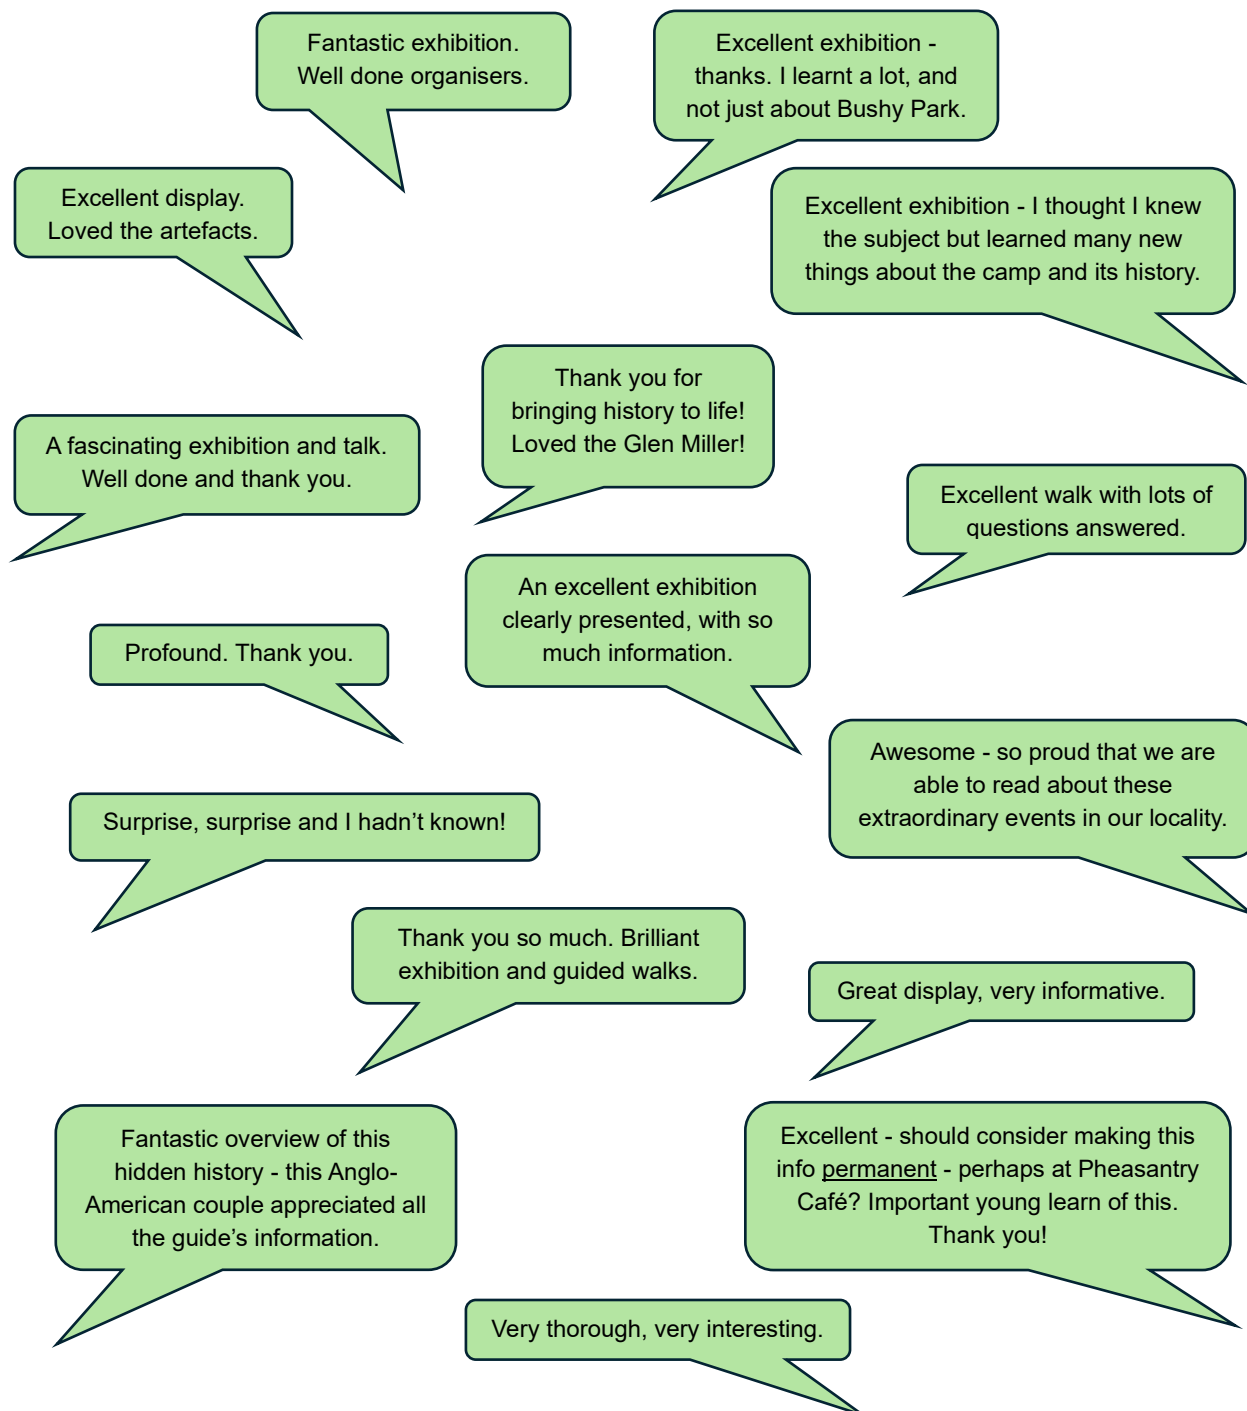 Fantastic exhibition.
Well done organisers.
Excellent exhibition -
thanks. I learnt a lot, and
not just about Bushy Park.
Excellent display.
Loved the artefacts.
Excellent exhibition - I thought I knew
the subject but learned many new
things about the camp and its history.
Thank you for
bringing history to life!
Loved the Glen Miller!
A fascinating exhibition and talk.
Well done and thank you.
Excellent walk with lots of
questions answered.
An excellent exhibition
clearly presented, with so
much information.
Profound. Thank you.
Awesome - so proud that we are
able to read about these
extraordinary events in our locality.
Surprise, surprise and I hadn’t known!
Thank you so much. Brilliant
exhibition and guided walks.
Great display, very informative.
Fantastic overview of this
hidden history - this Anglo-
American couple appreciated all
the guide’s information.
Excellent - should consider making this
info permanent - perhaps at Pheasantry
Café? Important young learn of this.
Thank you!
Very thorough, very interesting.